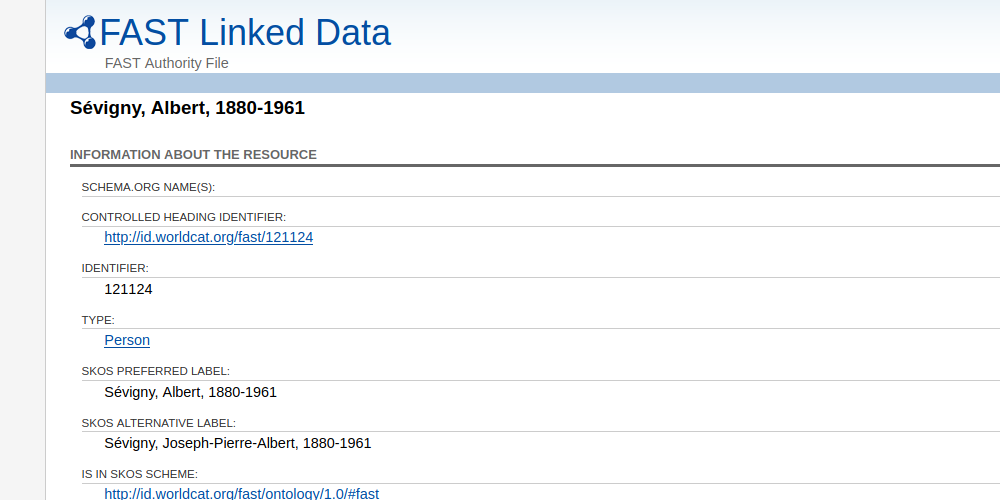 FAST Linked Data
FAST Authority File
Sévigny, Albert, 1880-1961
INFORMATION ABOUT THE RESOURCE
SCHEMA.ORG NAME(S):
CONTROLLED HEADING IDENTIFIER:
http://id.worldcat.org/fast/121124
IDENTIFIER:
121124
TYPE:
Person
SKOS PREFERRED LABEL:
Sévigny, Albert, 1880-1961
SKOS ALTERNATIVE LABEL:
Sévigny, Joseph-Pierre-Albert, 1880-1961
IS IN SKOS SCHEME:
http://id.worldcat.org/fast/ontology/1.0/#fast